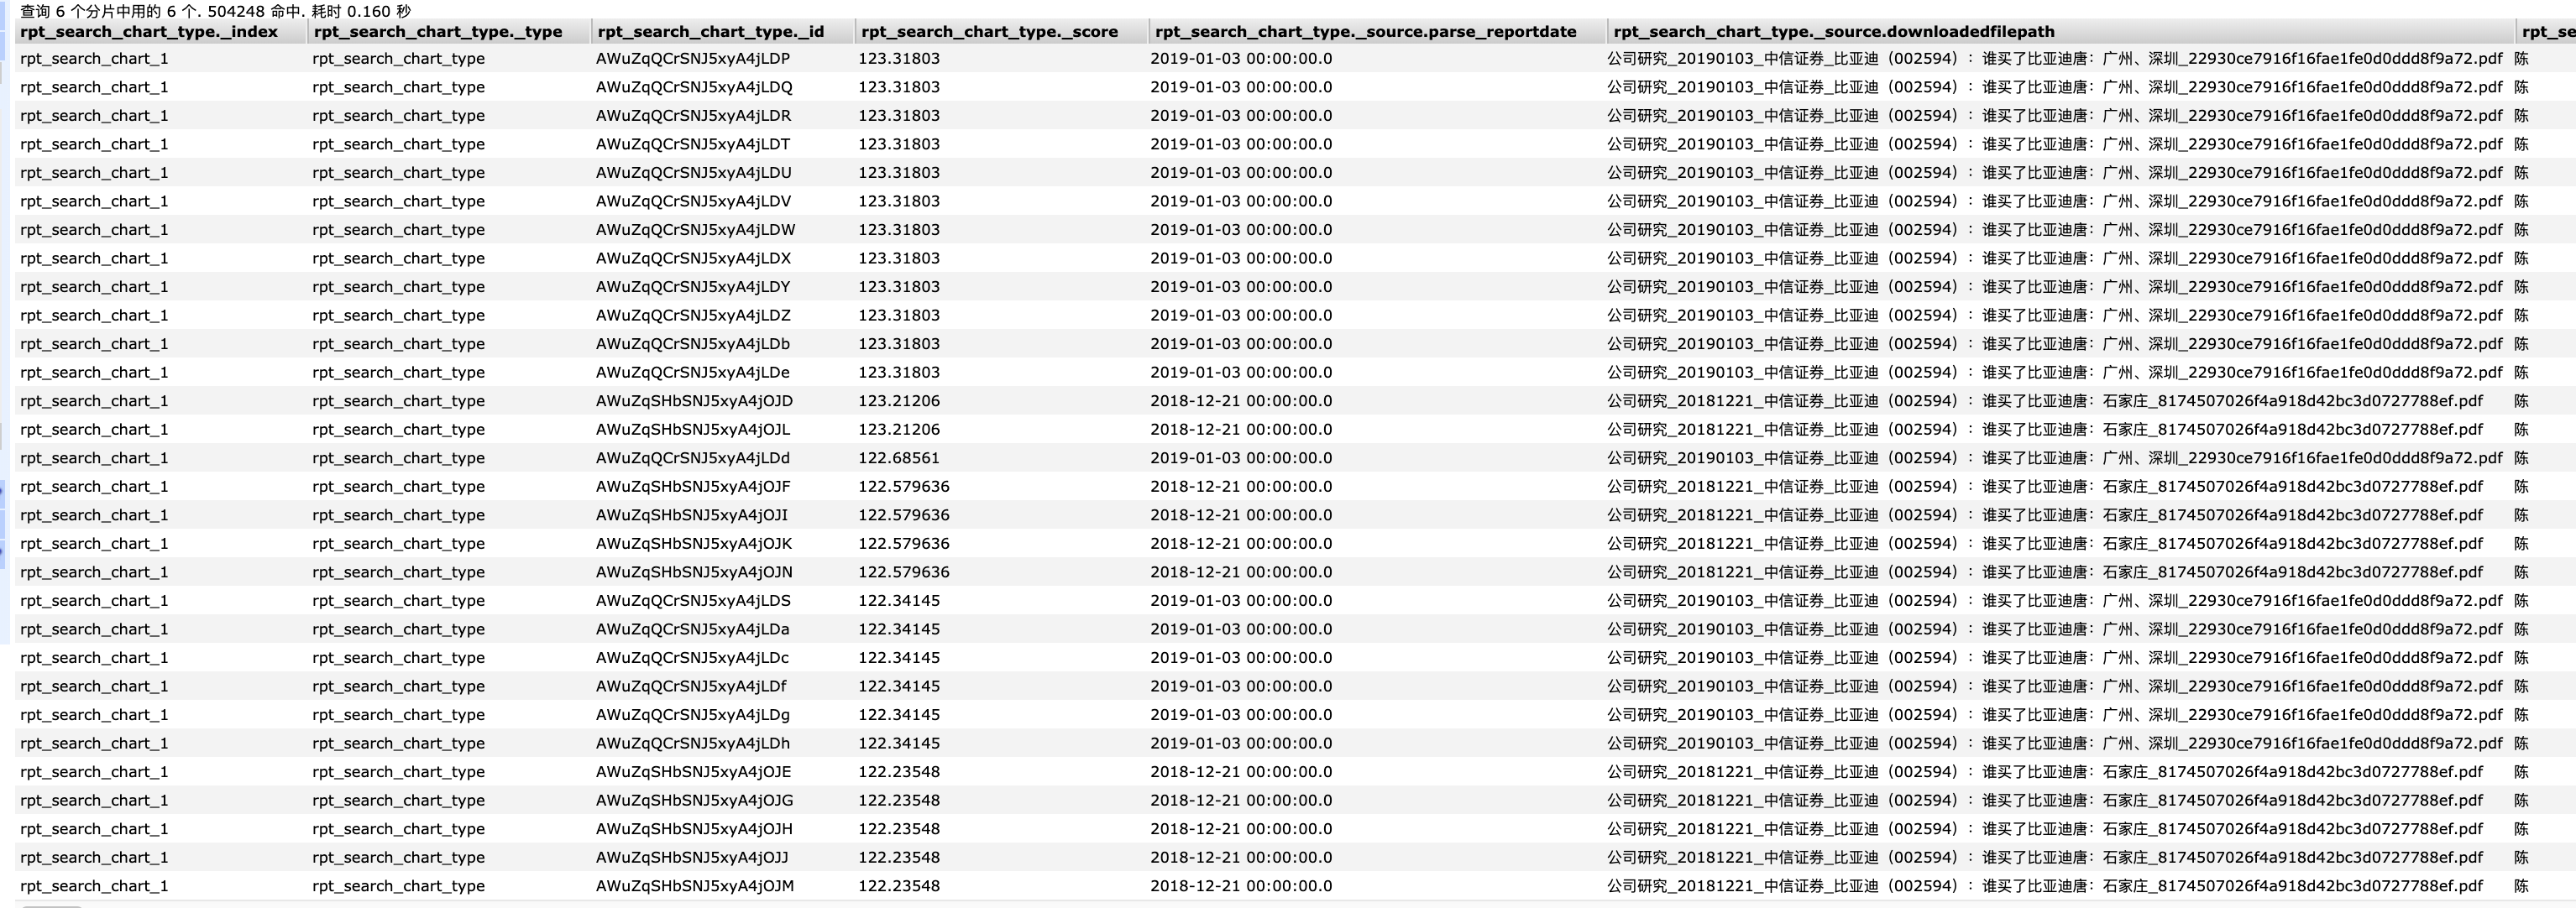 查询 6 个分片中用的 6 个. 504248 命中. 耗时 0.160 秒
rpt_search_chart_type._index rpt_search_chart_type._type rpt_search_chart_type._id rpt_search_chart_type._score rpt_search_chart_type._source.parse_reportdate rpt_search_chart_type._source.downloadedfilepath rpt_se
rpt_search_chart_1 rpt_search_chart_type AWuZqQCrSNJ5xyA4jLDP 123.31803 2019-01-03 00:00:00.0 公司研究_20190103_中信证券_比亚迪（002594）：谁买了比亚迪唐：广州、深圳_22930ce7916f16fae1fe0d0ddd8f9a72.pdf 陈
rpt_search_chart_1 rpt_search_chart_type AWuZqQCrSNJ5xyA4jLDQ 123.31803 2019-01-03 00:00:00.0 公司研究_20190103_中信证券_比亚迪（002594）：谁买了比亚迪唐：广州、深圳_22930ce7916f16fae1fe0d0ddd8f9a72.pdf 陈
rpt_search_chart_1 rpt_search_chart_type AWuZqQCrSNJ5xyA4jLDR 123.31803 2019-01-03 00:00:00.0 公司研究_20190103_中信证券_比亚迪（002594）：谁买了比亚迪唐：广州、深圳_22930ce7916f16fae1fe0d0ddd8f9a72.pdf 陈
rpt_search_chart_1 rpt_search_chart_type AWuZqQCrSNJ5xyA4jLDT 123.31803 2019-01-03 00:00:00.0 公司研究_20190103_中信证券_比亚迪（002594）：谁买了比亚迪唐：广州、深圳_22930ce7916f16fae1fe0d0ddd8f9a72.pdf 陈
rpt_search_chart_1 rpt_search_chart_type AWuZqQCrSNJ5xyA4jLDU 123.31803 2019-01-03 00:00:00.0 公司研究_20190103_中信证券_比亚迪（002594）：谁买了比亚迪唐：广州、深圳_22930ce7916f16fae1fe0d0ddd8f9a72.pdf 陈
rpt_search_chart_1 rpt_search_chart_type AWuZqQCrSNJ5xyA4jLDV 123.31803 2019-01-03 00:00:00.0 公司研究_20190103_中信证券_比亚迪（002594）：谁买了比亚迪唐：广州、深圳_22930ce7916f16fae1fe0d0ddd8f9a72.pdf 陈
rpt_search_chart_1 rpt_search_chart_type AWuZqQCrSNJ5xyA4jLDW 123.31803 2019-01-03 00:00:00.0 公司研究_20190103_中信证券_比亚迪（002594）：谁买了比亚迪唐：广州、深圳_22930ce7916f16fae1fe0d0ddd8f9a72.pdf 陈
rpt_search_chart_1 rpt_search_chart_type AWuZqQCrSNJ5xyA4jLDX 123.31803 2019-01-03 00:00:00.0 公司研究_20190103_中信证券_比亚迪（002594）：谁买了比亚迪唐：广州、深圳_22930ce7916f16fae1fe0d0ddd8f9a72.pdf 陈
rpt_search_chart_1 rpt_search_chart_type AWuZqQCrSNJ5xyA4jLDY 123.31803 2019-01-03 00:00:00.0 公司研究_20190103_中信证券_比亚迪（002594）：谁买了比亚迪唐：广州、深圳_22930ce7916f16fae1fe0d0ddd8f9a72.pdf 陈
rpt_search_chart_1 rpt_search_chart_type AWuZqQCrSNJ5xyA4jLDZ 123.31803 2019-01-03 00:00:00.0 公司研究_20190103_中信证券_比亚迪（002594）：谁买了比亚迪唐：广州、深圳_22930ce7916f16fae1fe0d0ddd8f9a72.pdf 陈
rpt_search_chart_1 rpt_search_chart_type AWuZqQCrSNJ5xyA4jLDb 123.31803 2019-01-03 00:00:00.0 公司研究_20190103_中信证券_比亚迪（002594）：谁买了比亚迪唐：广州、深圳_22930ce7916f16fae1fe0d0ddd8f9a72.pdf 陈
rpt_search_chart_1 rpt_search_chart_type AWuZqQCrSNJ5xyA4jLDe 123.31803 2019-01-03 00:00:00.0 公司研究_20190103_中信证券_比亚迪（002594）：谁买了比亚迪唐：广州、深圳_22930ce7916f16fae1fe0d0ddd8f9a72.pdf 陈
rpt_search_chart_1 rpt_search_chart_type AWuZqSHbSNJ5xyA4jOJD 123.21206 2018-12-21 00:00:00.0 公司研究_20181221_中信证券_比亚迪（002594）：谁买了比亚迪唐：石家庄_8174507026f4a918d42bc3d0727788ef.pdf 陈
rpt_search_chart_1 rpt_search_chart_type AWuZqSHbSNJ5xyA4jOJL 123.21206 2018-12-21 00:00:00.0 公司研究_20181221_中信证券_比亚迪（002594）：谁买了比亚迪唐：石家庄_8174507026f4a918d42bc3d0727788ef.pdf 陈
rpt_search_chart_1 rpt_search_chart_type AWuZqQCrSNJ5xyA4jLDd 122.68561 2019-01-03 00:00:00.0 公司研究_20190103_中信证券_比亚迪（002594）：谁买了比亚迪唐：广州、深圳_22930ce7916f16fae1fe0d0ddd8f9a72.pdf 陈
rpt_search_chart_1 rpt_search_chart_type AWuZqSHbSNJ5xyA4jOJF 122.579636 2018-12-21 00:00:00.0 公司研究_20181221_中信证券_比亚迪（002594）：谁买了比亚迪唐：石家庄_8174507026f4a918d42bc3d0727788ef.pdf 陈
rpt_search_chart_1 rpt_search_chart_type AWuZqSHbSNJ5xyA4jOJI 122.579636 2018-12-21 00:00:00.0 公司研究_20181221_中信证券_比亚迪（002594）：谁买了比亚迪唐：石家庄_8174507026f4a918d42bc3d0727788ef.pdf 陈
rpt_search_chart_1 rpt_search_chart_type AWuZqSHbSNJ5xyA4jOJK 122.579636 2018-12-21 00:00:00.0 公司研究_20181221_中信证券_比亚迪（002594）：谁买了比亚迪唐：石家庄_8174507026f4a918d42bc3d0727788ef.pdf 陈
rpt_search_chart_1 rpt_search_chart_type AWuZqSHbSNJ5xyA4jOJN 122.579636 2018-12-21 00:00:00.0 公司研究_20181221_中信证券_比亚迪（002594）：谁买了比亚迪唐：石家庄_8174507026f4a918d42bc3d0727788ef.pdf 陈
rpt_search_chart_1 rpt_search_chart_type AWuZqQCrSNJ5xyA4jLDS 122.34145 2019-01-03 00:00:00.0 公司研究_20190103_中信证券_比亚迪（002594）：谁买了比亚迪唐：广州、深圳_22930ce7916f16fae1fe0d0ddd8f9a72.pdf 陈
rpt_search_chart_1 rpt_search_chart_type AWuZqQCrSNJ5xyA4jLDa 122.34145 2019-01-03 00:00:00.0 公司研究_20190103_中信证券_比亚迪（002594）：谁买了比亚迪唐：广州、深圳_22930ce7916f16fae1fe0d0ddd8f9a72.pdf 陈
rpt_search_chart_1 rpt_search_chart_type AWuZqQCrSNJ5xyA4jLDc 122.34145 2019-01-03 00:00:00.0 公司研究_20190103_中信证券_比亚迪（002594）：谁买了比亚迪唐：广州、深圳_22930ce7916f16fae1fe0d0ddd8f9a72.pdf 陈
rpt_search_chart_1 rpt_search_chart_type AWuZqQCrSNJ5xyA4jLDf 122.34145 2019-01-03 00:00:00.0 公司研究_20190103_中信证券_比亚迪（002594）：谁买了比亚迪唐：广州、深圳_22930ce7916f16fae1fe0d0ddd8f9a72.pdf 陈
rpt_search_chart_1 rpt_search_chart_type AWuZqQCrSNJ5xyA4jLDg 122.34145 2019-01-03 00:00:00.0 公司研究_20190103_中信证券_比亚迪（002594）：谁买了比亚迪唐：广州、深圳_22930ce7916f16fae1fe0d0ddd8f9a72.pdf 陈
rpt_search_chart_1 rpt_search_chart_type AWuZqQCrSNJ5xyA4jLDh 122.34145 2019-01-03 00:00:00.0 公司研究_20190103_中信证券_比亚迪（002594）：谁买了比亚迪唐：广州、深圳_22930ce7916f16fae1fe0d0ddd8f9a72.pdf 陈
rpt_search_chart_1 rpt_search_chart_type AWuZqSHbSNJ5xyA4jOJE 122.23548 2018-12-21 00:00:00.0 公司研究_20181221_中信证券_比亚迪（002594）：谁买了比亚迪唐：石家庄_8174507026f4a918d42bc3d0727788ef.pdf 陈
rpt_search_chart_1 rpt_search_chart_type AWuZqSHbSNJ5xyA4jOJG 122.23548 2018-12-21 00:00:00.0 公司研究_20181221_中信证券_比亚迪（002594）：谁买了比亚迪唐：石家庄_8174507026f4a918d42bc3d0727788ef.pdf 陈
rpt_search_chart_1 rpt_search_chart_type AWuZqSHbSNJ5xyA4jOJH 122.23548 2018-12-21 00:00:00.0 公司研究_20181221_中信证券_比亚迪（002594）：谁买了比亚迪唐：石家庄_8174507026f4a918d42bc3d0727788ef.pdf 陈
rpt_search_chart_1 rpt_search_chart_type AWuZqSHbSNJ5xyA4jOJJ 122.23548 2018-12-21 00:00:00.0 公司研究_20181221_中信证券_比亚迪（002594）：谁买了比亚迪唐：石家庄_8174507026f4a918d42bc3d0727788ef.pdf 陈
rpt_search_chart_1 rpt_search_chart_type AWuZqSHbSNJ5xyA4jOJM 122.23548 2018-12-21 00:00:00.0 公司研究_20181221_中信证券_比亚迪（002594）：谁买了比亚迪唐：石家庄_8174507026f4a918d42bc3d0727788ef.pdf 陈